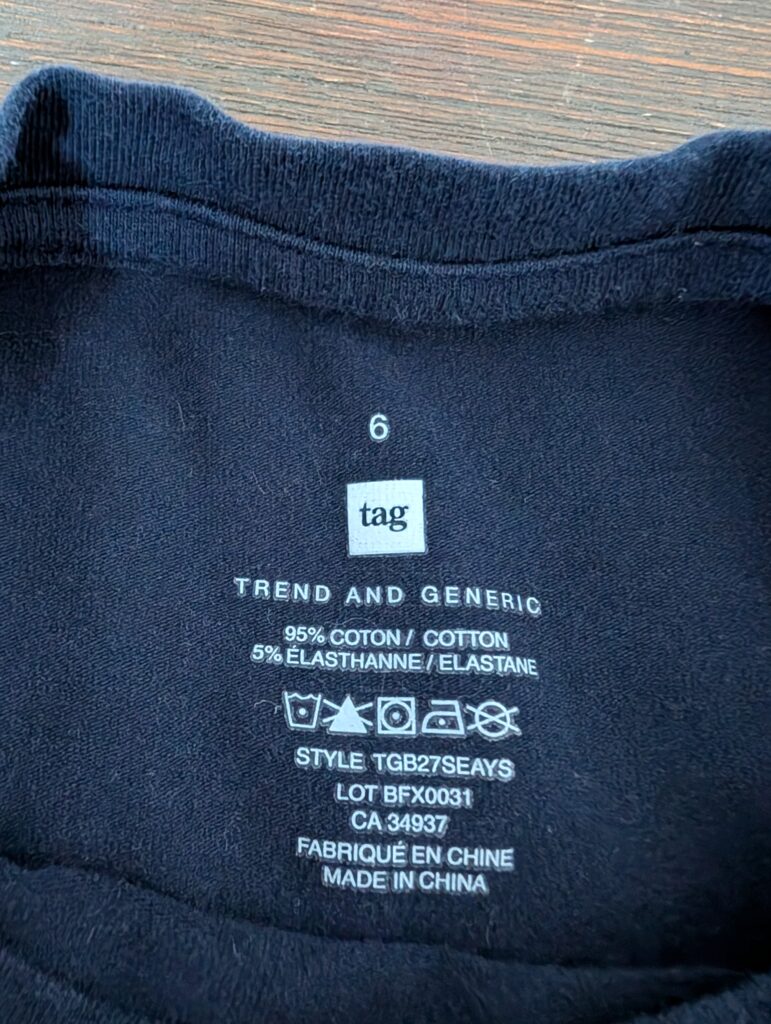 6
tag
TREND AND GENERIC
95% COTON / COTTON
5% ÉLASTHANNE / ELASTANE
STYLE TGB27SEAYS
LOT BFX0031
CA 34937
FABRIQUÉ EN CHINE
MADE IN CHINA